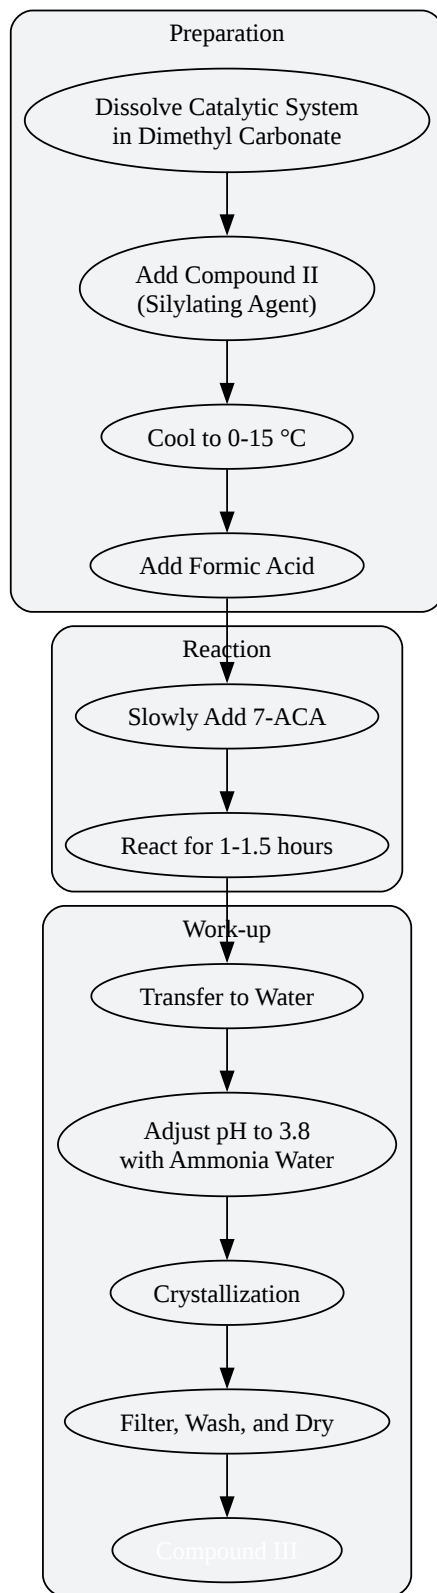 Preparation
Dissolve Catalytic System
in Dimethyl Carbonate
Add Compound II
(Silylating Agent)
Cool to 0-15 °C
Add Formic Acid
Reaction
Slowly Add 7-ACA
React for 1-1.5 hours
Work-up
Transfer to Water
Adjust pH to 3.8
with Ammonia Water
Crystallization
Filter, Wash, and Dry
Compound III